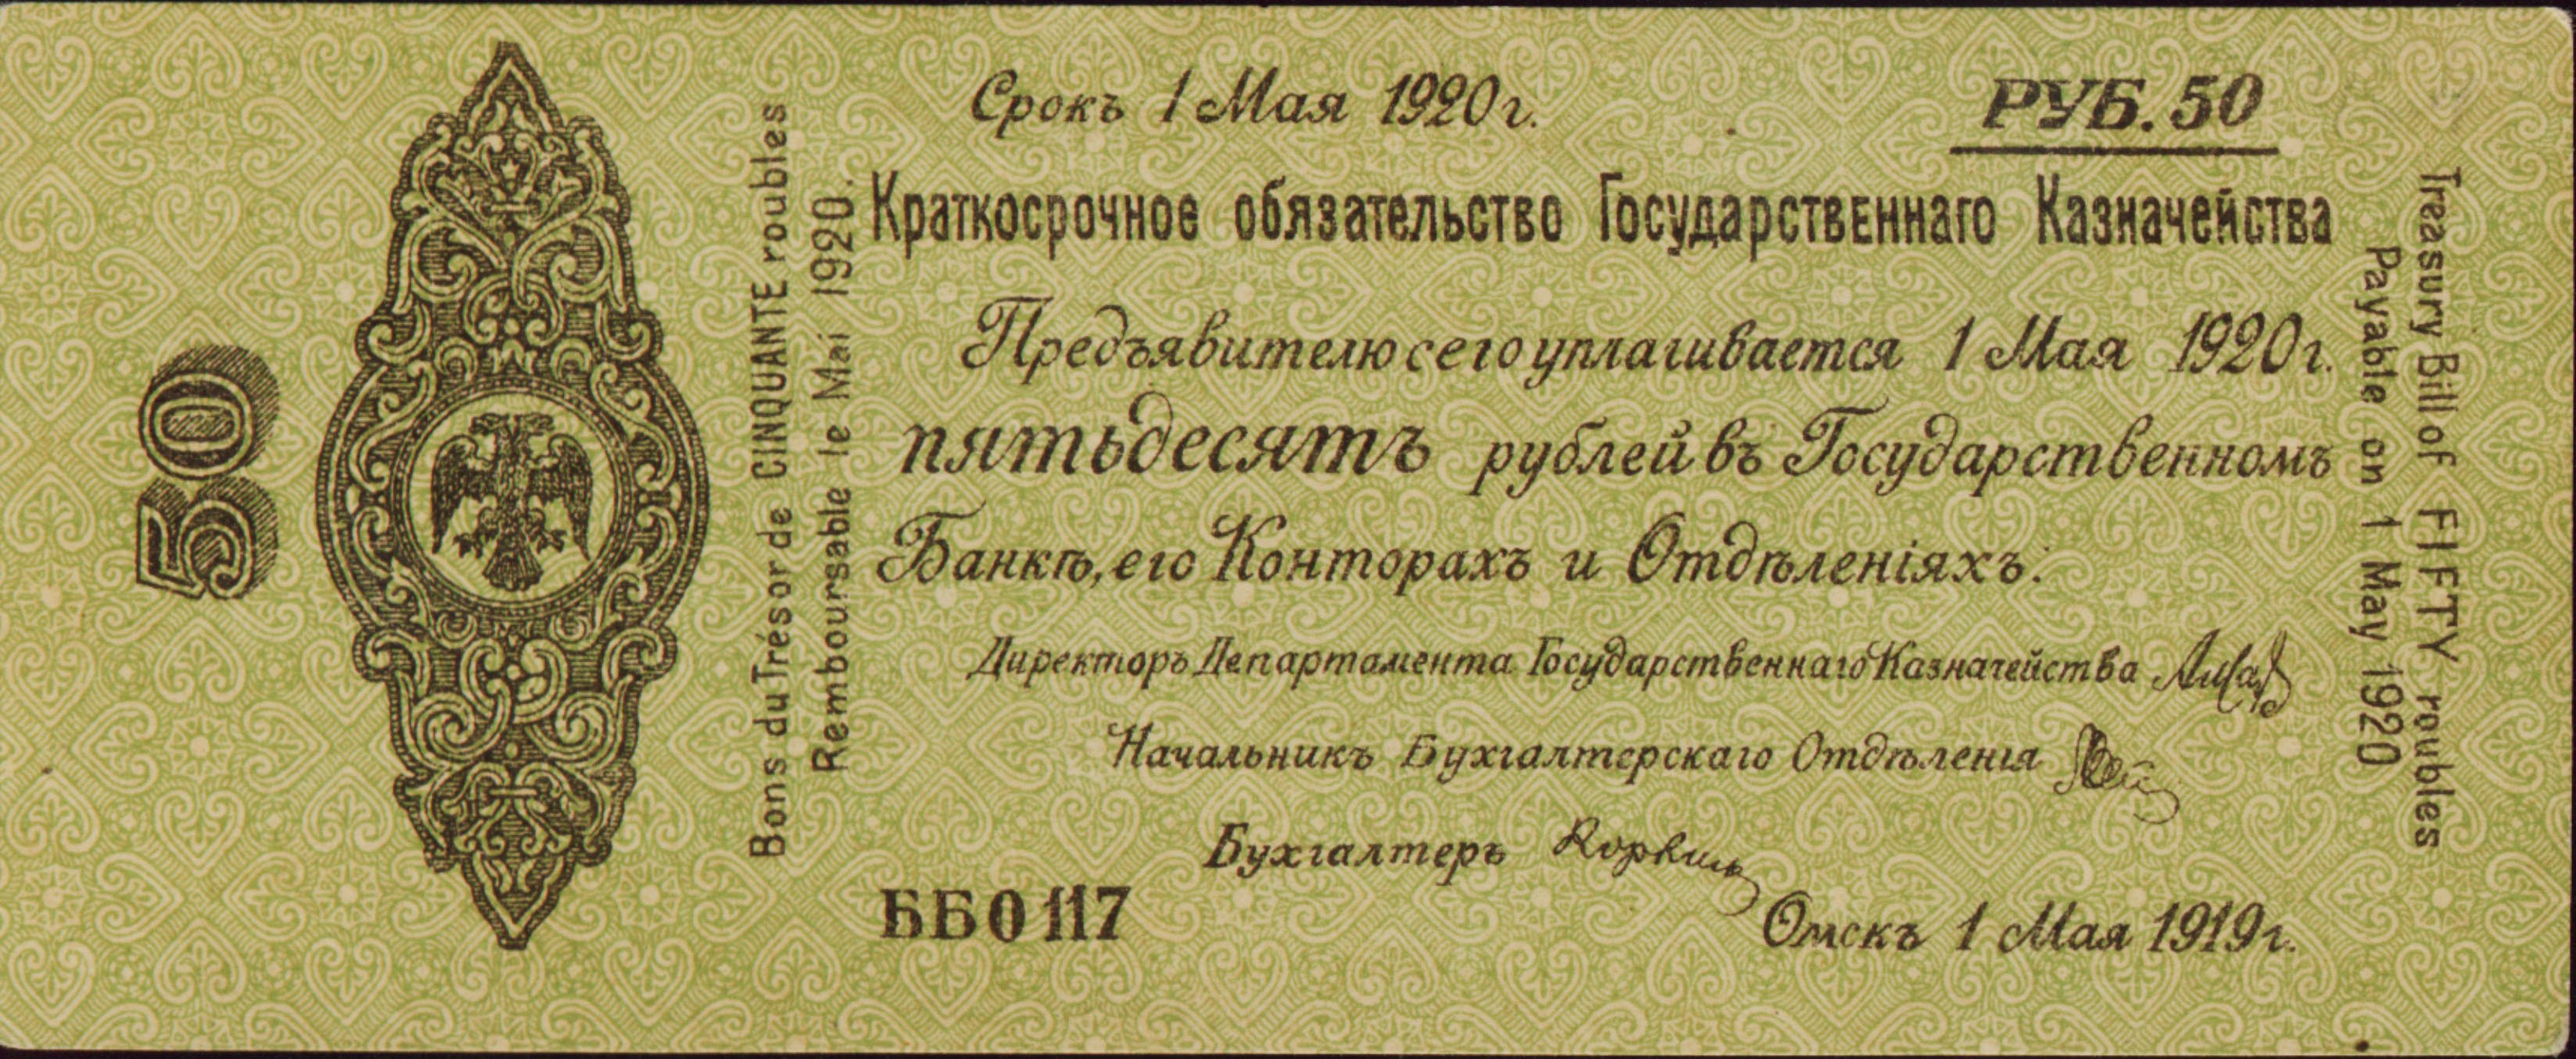 50
Bons du Trésor de CINQUANTE roubles
Remboursable le Mai 1920.
Срокъ 1 Мая 1920 г.
РУБ. 50
Краткосрочное обязательство Государственнаго Казначейства
Предъявителю сего уплачивается 1 Мая 1920 г.
пятьдесятъ рублей въ Государственномъ
Банкѣ, его Конторахъ и Отдѣленіяхъ.
Директоръ Департамента Государственнаго Казначейства
Начальникъ Бухгалтерскаго Отдѣленія
Бухгалтеръ
ББ0117
Омскъ 1 Мая 1919 г.
Treasury Bill of FIFTY roubles
Payable on 1 May 1920